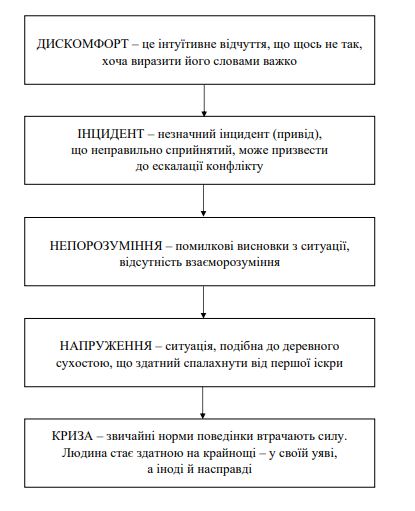 ДИСКОМФОРТ – це інтуїтивне відчуття, що щось не так,
хоча виразити його словами важко
ІНЦИДЕНТ – незначний інцидент (привід),
що неправильно сприйнятий, може призвести
до ескалації конфлікту
НЕПОРОЗУМІННЯ – помилкові висновки з ситуації,
відсутність взаєморозуміння
НАПРУЖЕННЯ – ситуація, подібна до деревного
сухостою, що здатний спалахнути від першої іскри
КРИЗА – звичайні норми поведінки втрачають силу.
Людина стає здатною на крайнощі – у своїй уяві,
а іноді й насправді